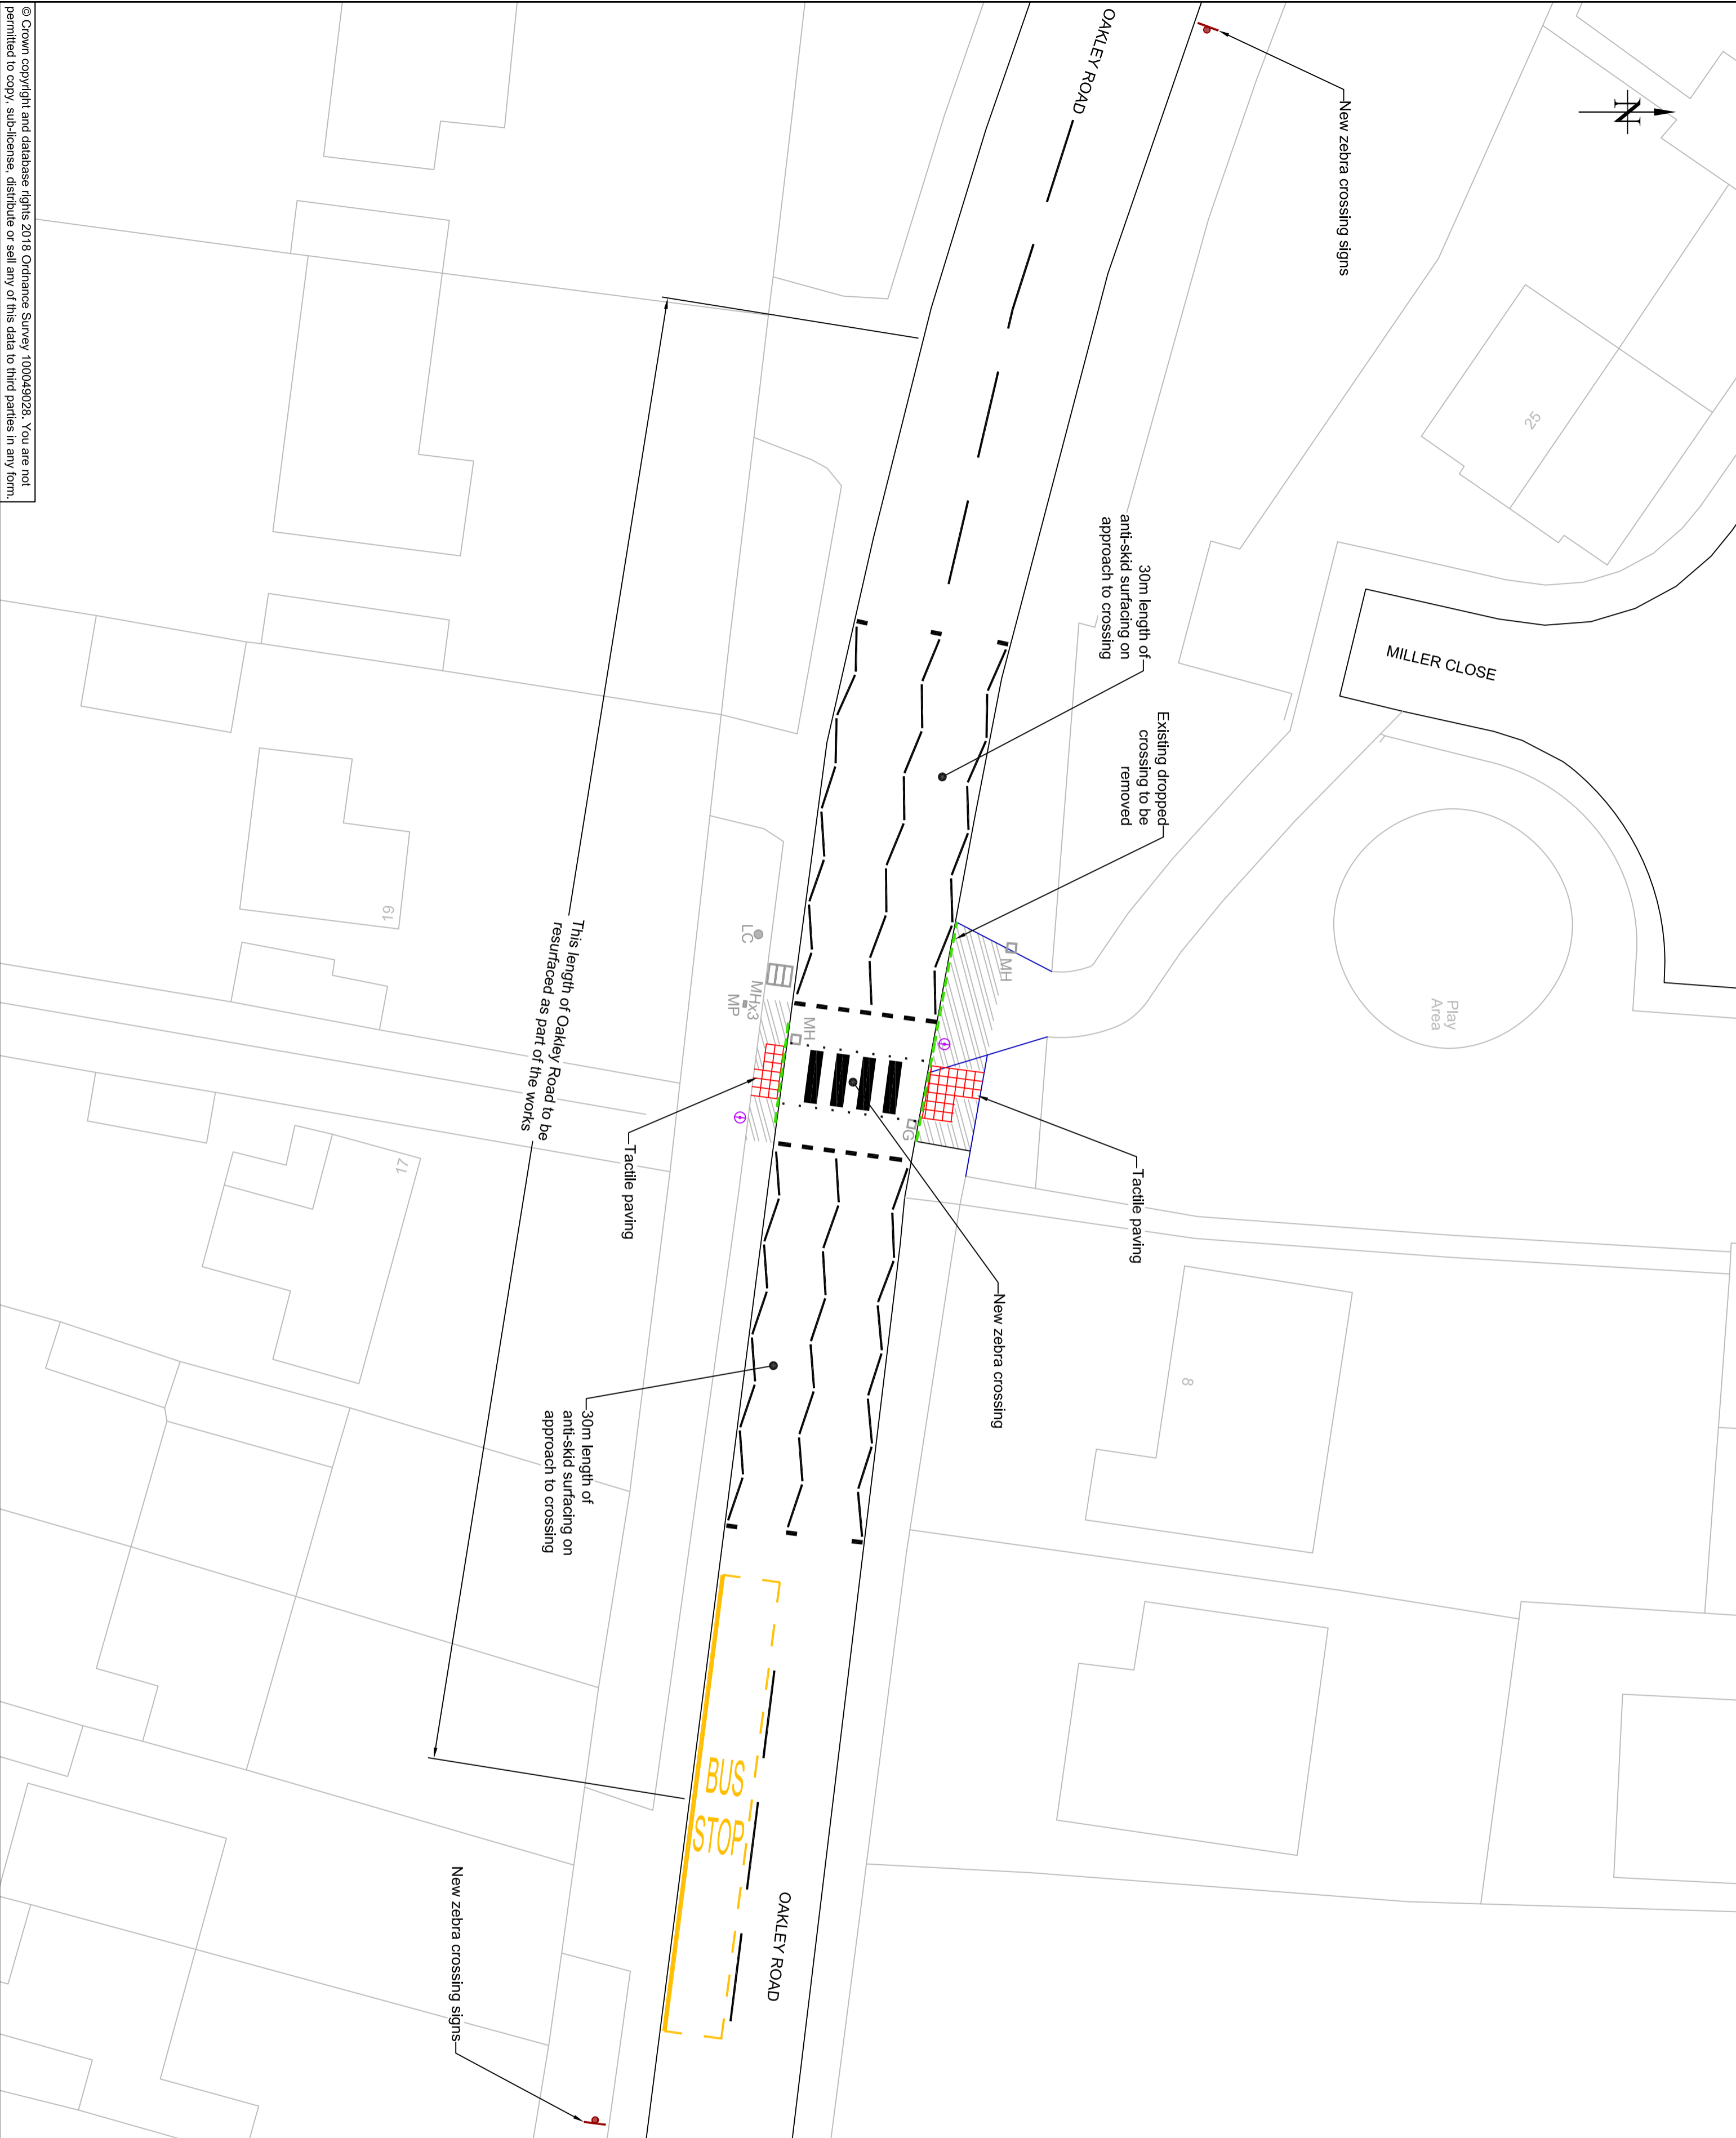 OAKLEY ROAD
New zebra crossing signs
N
25
MILLER CLOSE
30m length of
anti-skid surfacing on
approach to crossing
Existing dropped
crossing to be
removed
Play
Area
MH
Tactile paving
New zebra crossing
8
G
MH
LC
MHx3
MP
19
17
Tactile paving
This length of Oakley Road to be
resurfaced as part of the works
30m length of
anti-skid surfacing on
approach to crossing
BUS
STOP
OAKLEY ROAD
New zebra crossing signs
© Crown copyright and database rights 2018 Ordnance Survey 100049028. You are not
permitted to copy, sub-license, distribute or sell any of this data to third parties in any form.